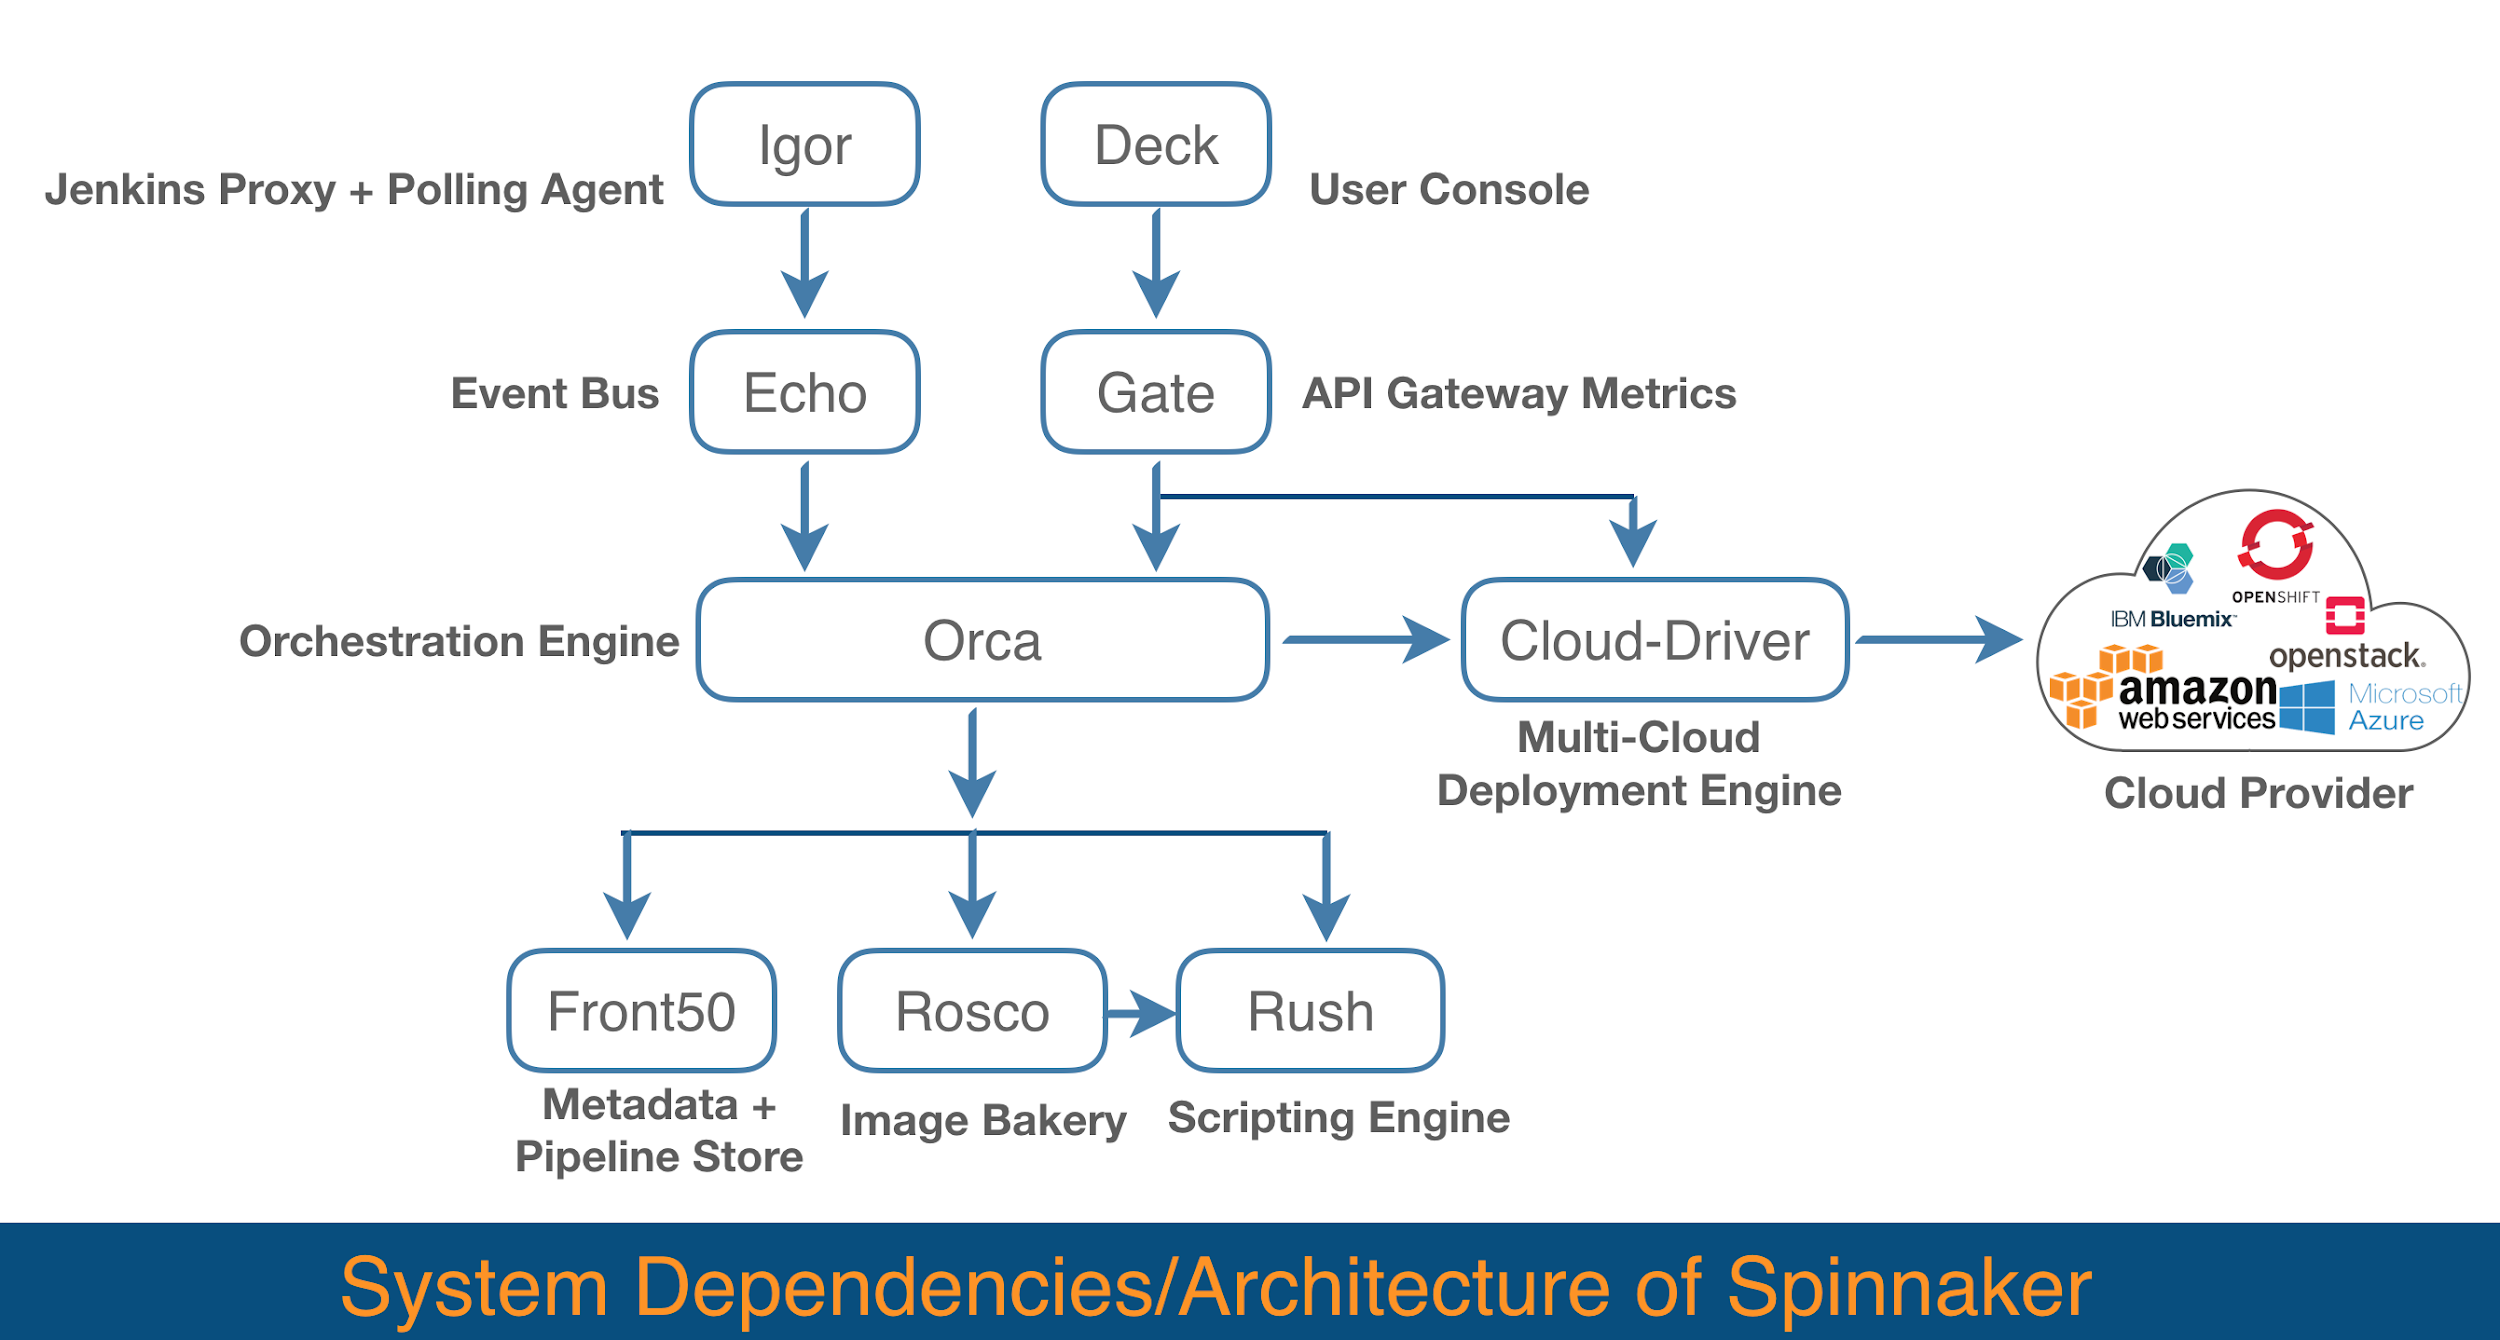 Igor
Deck
Jenkins Proxy + Polling Agent
User Console
Event Bus
Echo
Gate
API Gateway Metrics
Orchestration Engine
Orca
Cloud-Driver
Multi-Cloud
Deployment Engine
OPENSHIFT
IBM Bluemix™
openstack.
amazon
web services
Microsoft
Azure
Cloud Provider
Front50
Rosco
Rush
Metadata +
Pipeline Store
Image Bakery
Scripting Engine
System Dependencies/Architecture of Spinnaker